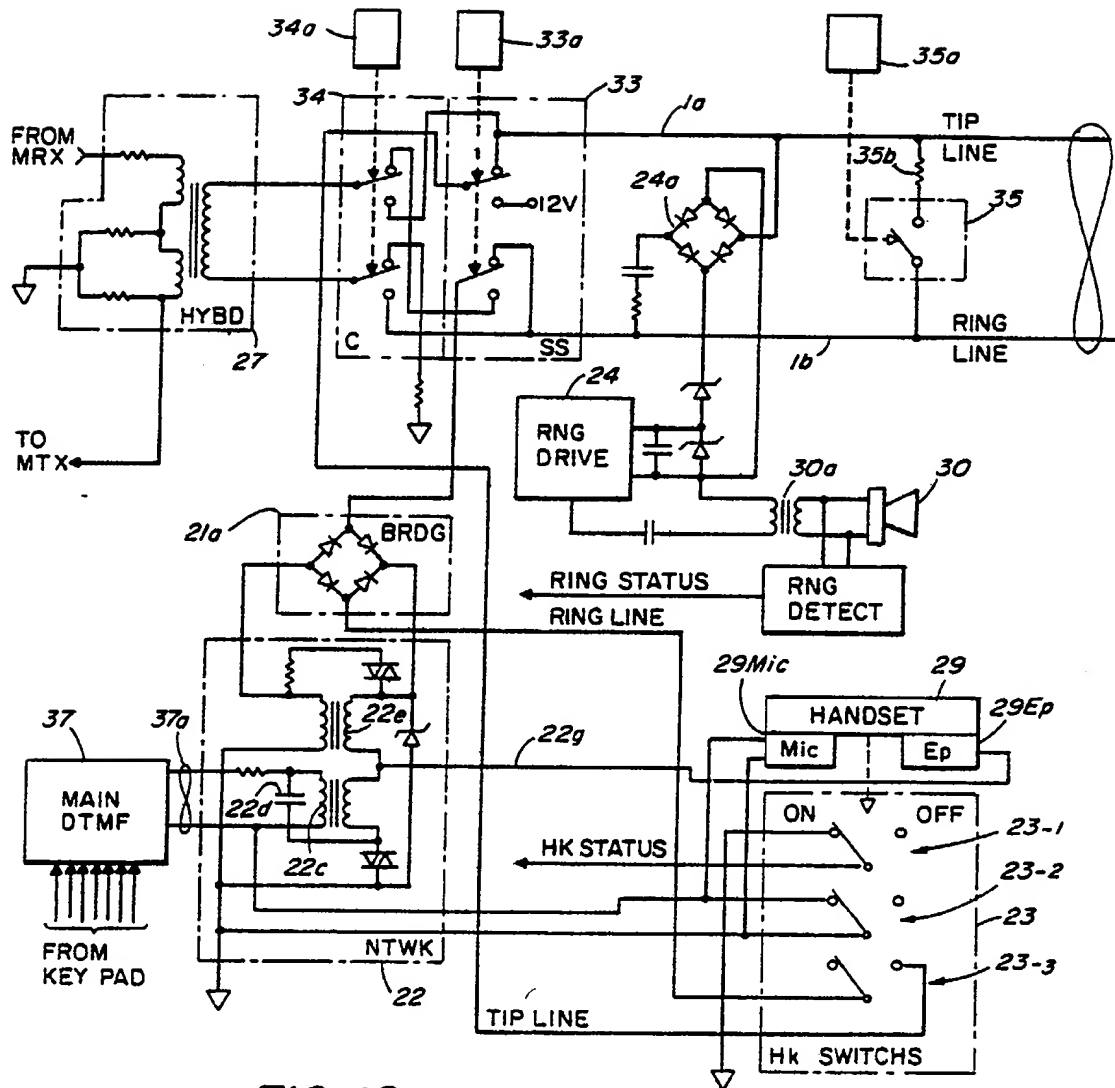 34a
33a
35a
34
33
1a
FROM
MRX
TIP
LINE
35b
24a
35
12V
HYBD
C
SS
27
RING
LINE
1b
24
TO
MTX
RNG
DRIVE
30a
30
21a
BRDG
RING STATUS
RING LINE
RNG
DETECT
29Mic
29
HANDSET
29Ep
Mic
Ep
37
37a
22e
22g
MAIN
DTMF
22d
22c
ON
OFF
23-1
HK STATUS
23-2
23
FROM
KEY PAD
NTWK
23-3
22
TIP LINE
Hk SWITCHS